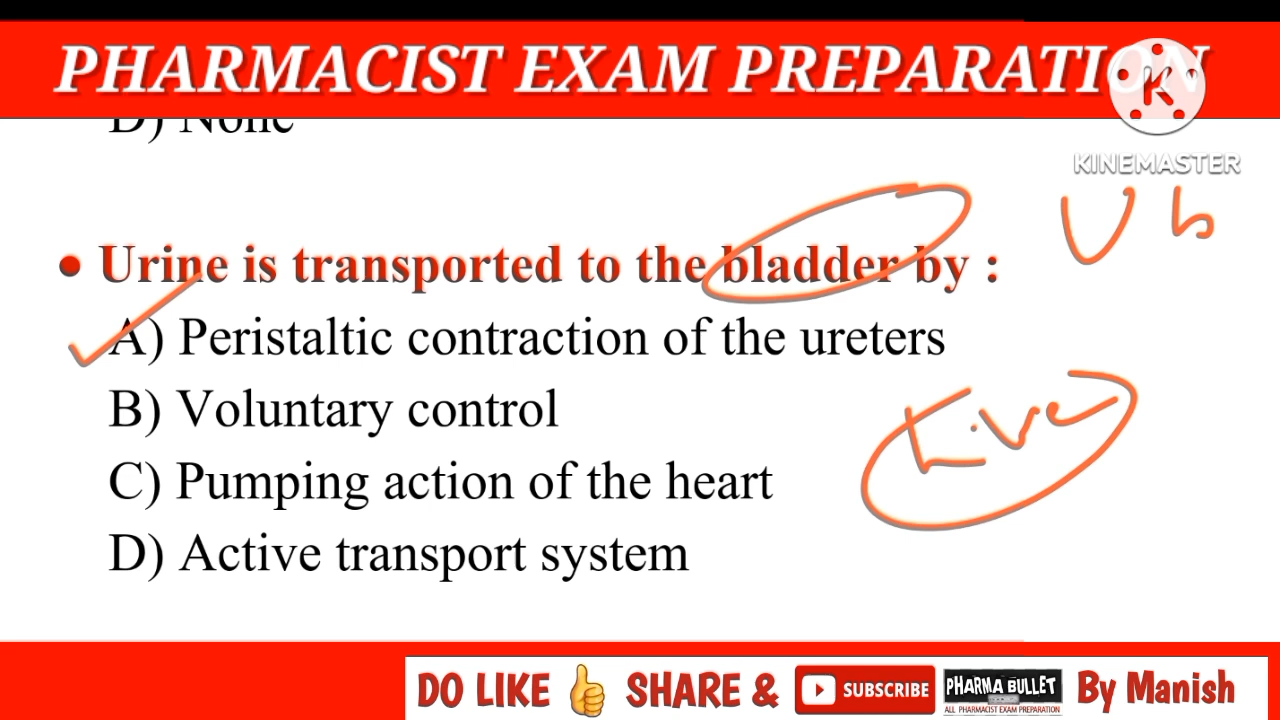 PHARMACIST EXAM PREPARATION
K
KINEMASTER
D) None
U b
• Urine is transported to the bladder by :
A) Peristaltic contraction of the ureters
B) Voluntary control
C) Pumping action of the heart
D) Active transport system
DO LIKE SHARE & SUBSCRIBE PHARMA BULLET By Manish
ALL PHARMACIST EXAM PREPARATION